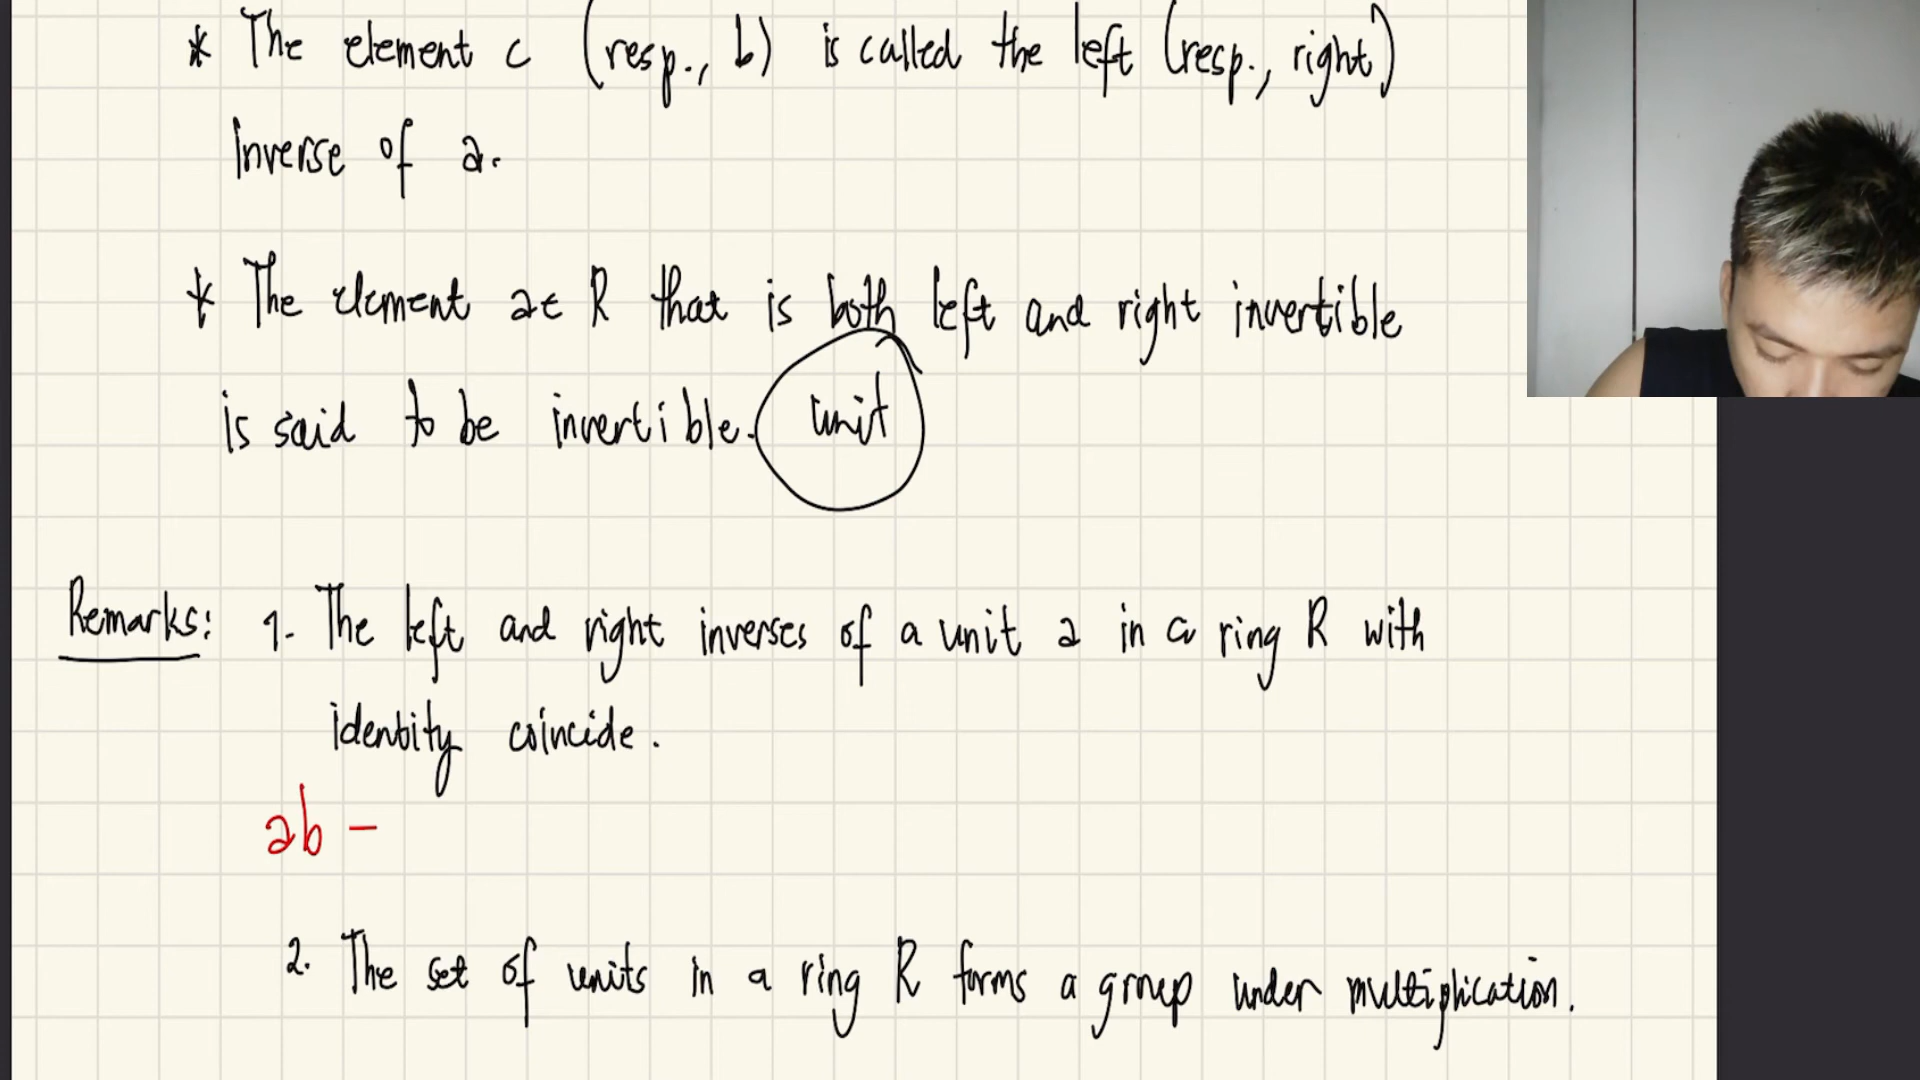 * The element c (resp., b) is called the left (resp., right)
inverse of a.
* The element a ∈ R that is both left and right invertible
is said to be invertible. unit
Remarks: 1. The left and right inverses of a unit a in a ring R with
identity coincide.
ab -
2. The set of units in a ring R forms a group under multiplication.